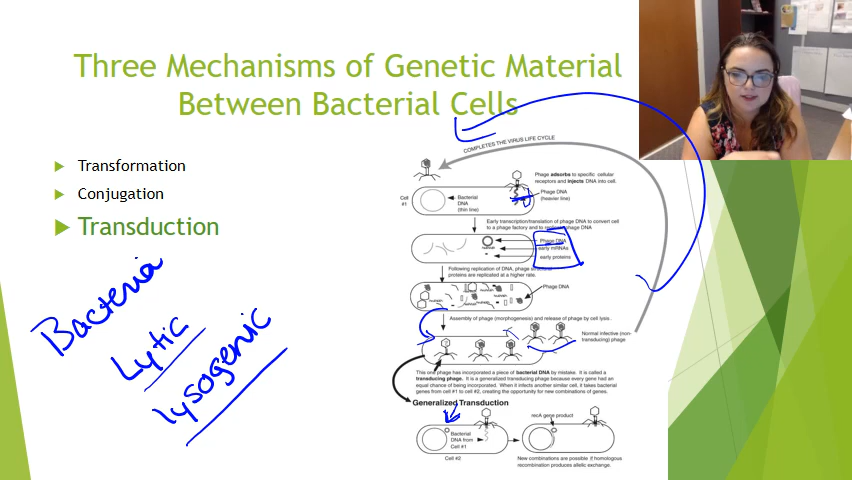 Three Mechanisms of Genetic Material
Between Bacterial Cells
Transformation
Conjugation
Transduction
Bacteria
Lytic
lysogenic
COMPLETES THE VIRUS LIFE CYCLE
Phage adsorbs to specific cellular
receptors and injects DNA into cell.
Cell
#1
Bacterial
DNA
(thin line)
Phage DNA
(heavier line)
Early transcription/translation of phage DNA to convert cell
to a phage factory and to phage DNA
Phage DNA
early mRNAs
early proteins
Following replication of DNA, phage
proteins are replicated at a higher rate.
Phage DNA
Assembly of phage (morphogenesis) and release of phage by cell lysis.
Normal infective (non-
transducing) phage
This one phage has incorporated a piece of bacterial DNA by mistake. It is called a
transducing phage. It is a generalized transducing phage because every gene had an
equal chance of being incorporated. When it infects another similar cell, it takes bacterial
genes from cell #1 to cell #2, creating the opportunity for new combinations of genes.
Generalized Transduction
Bacterial
DNA from
Cell #1
Cell #2
recA gene product
New combinations are possible if homologous
recombination produces allelic exchange.